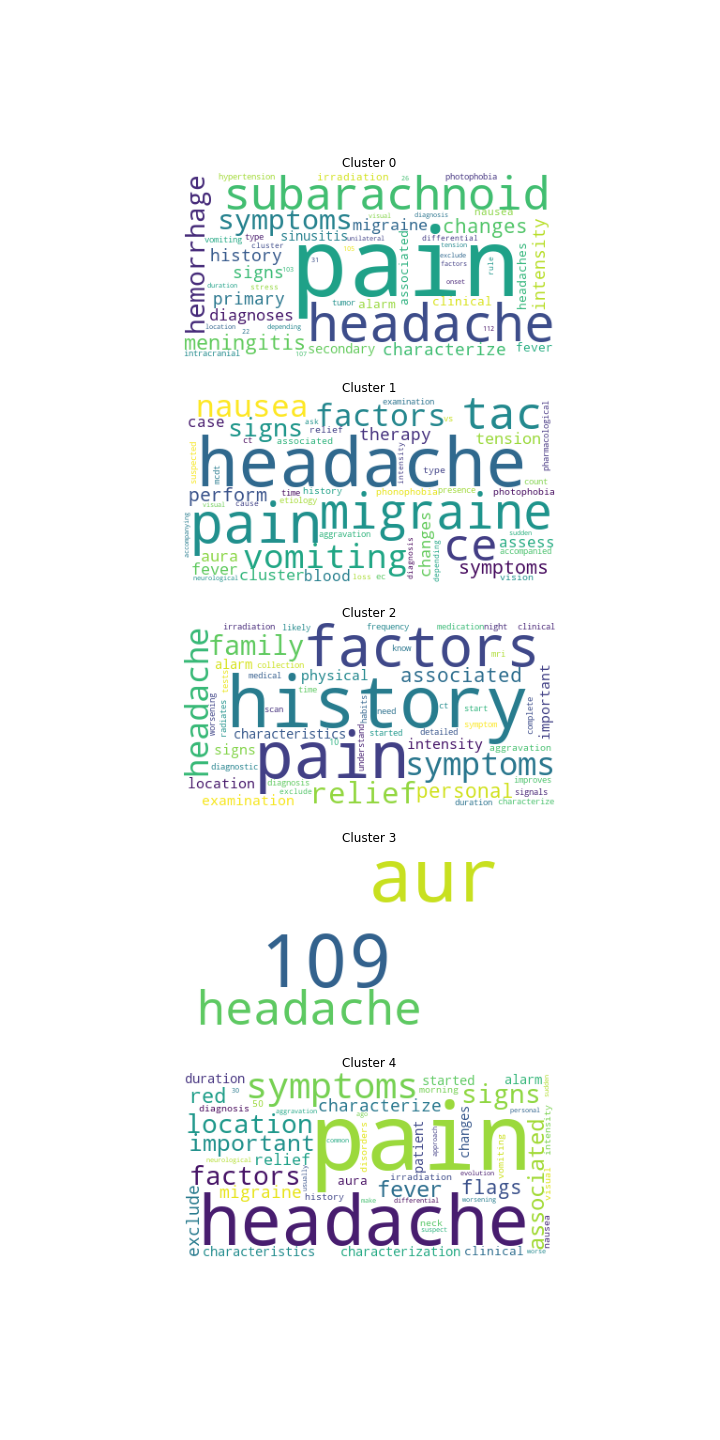 Cluster 0
hypertension irradiation 26 photophobia
subarachnoid
hemorrhage
symptoms visual diagnosis nausea
migraine changes
vomiting type sinusitis unilateral associated differential
cluster 105 tension
history pain exclude headaches intensity
31 factors rule
signs 103
duration stress onset
primary tumor alarm clinical
diagnoses headache
location depending 112
22
meningitis secondary characterize fever
intracranial 107
Cluster 1
nausea factors examination tac pharmacological
case signs ask relief therapy vs
ct associated tension
suspected mcdt headache intensity type
count
perform time history phonophobia presence photophobia
visual cause etiology
accompanying pain migraine
aggravation sudden
aura vomiting diagnosis changes ce assess
accompanied
fever depending symptoms
neurological cluster blood loss ec vision
Cluster 2
irradiation likely frequency medication night clinical
headache family factors
know
alarm collection associated mri
worsening tests medical physical
time
radiates scan history habits need ct start complete important
symptom
characteristics started detailed
signs 10 understand intensity aggravation
diagnostic pain symptoms
location diagnosis improves
exclude relief personal signals
examination duration characterize
Cluster 3
aur
109
headache
Cluster 4
duration symptoms started alarm sudden
red 30 morning signs
diagnosis 50 characterize aggravation ago personal
location pain changes intensity
important common disorders patient approach associated
relief
neurological usually evolution vomiting visual
factors aura irradiation
migraine fever flags
history differential worsening
exclude headache make nausea
neck
suspect
characteristics characterization clinical worse